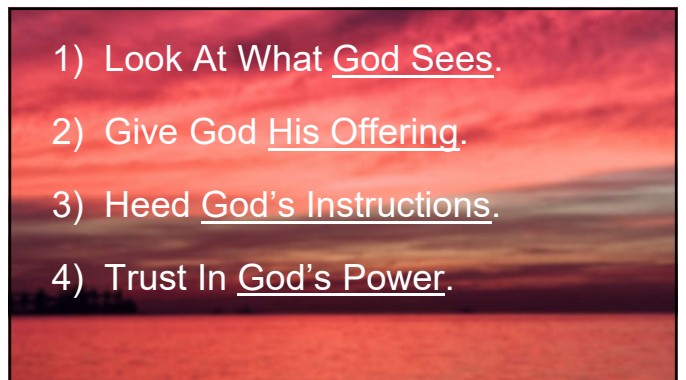 1) Look At What God Sees.
2) Give God His Offering.
3) Heed God’s Instructions.
4) Trust In God’s Power.